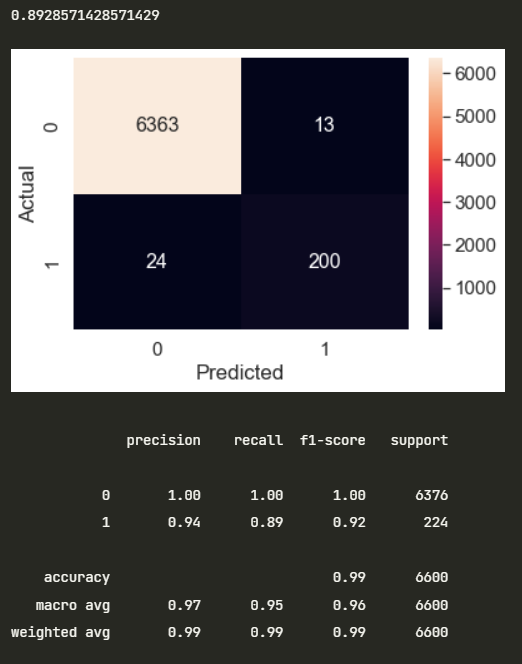 0.8928571428571429
6363 13
24 200
0
1
Actual
0 1
Predicted
6000
5000
4000
3000
2000
1000
precision recall f1-score support
0 1.00 1.00 1.00 6376
1 0.94 0.89 0.92 224
accuracy 0.99 6600
macro avg 0.97 0.95 0.96 6600
weighted avg 0.99 0.99 0.99 6600